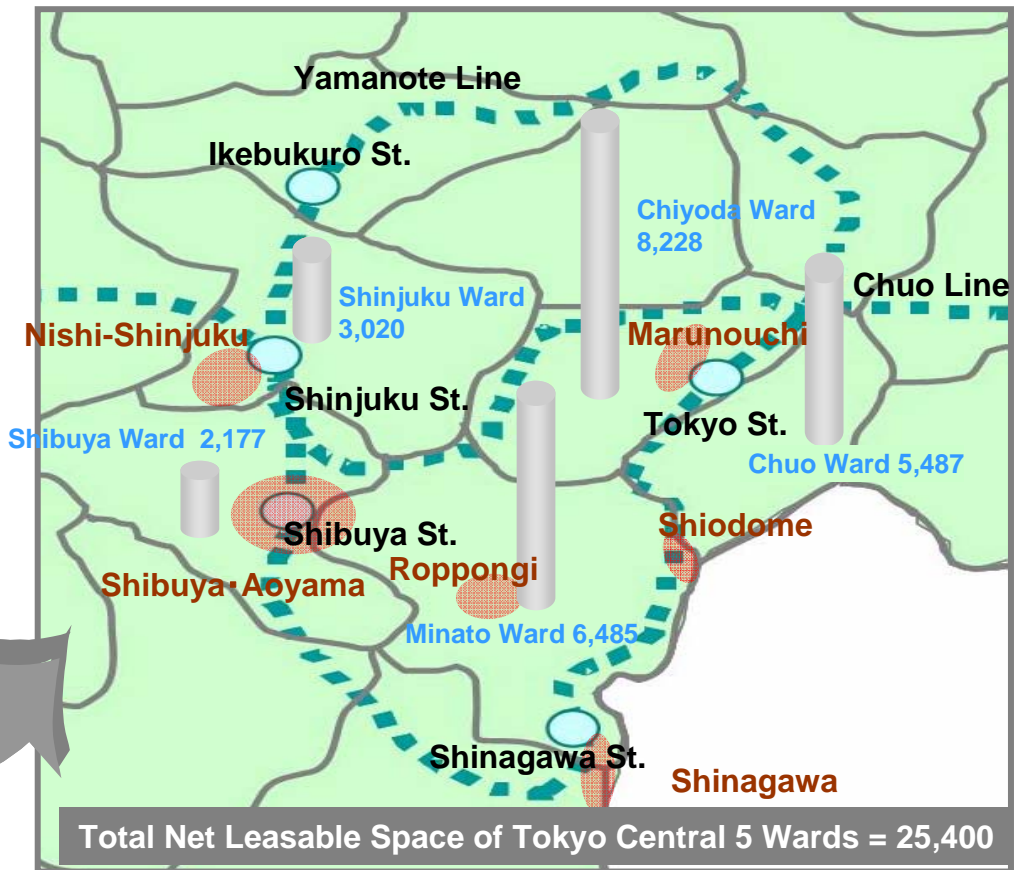 Yamanote Line
Ikebukuro St.
Chiyoda Ward
8,228
Chuo Line
Shinjuku Ward
3,020
Nishi-Shinjuku
Marunouchi
Shinjuku St.
Tokyo St.
Shibuya Ward 2,177
Chuo Ward 5,487
Shibuya St.
Shiodome
Roppongi
Shibuya・Aoyama
Minato Ward 6,485
Shinagawa St.
Shinagawa
Total Net Leasable Space of Tokyo Central 5 Wards = 25,400